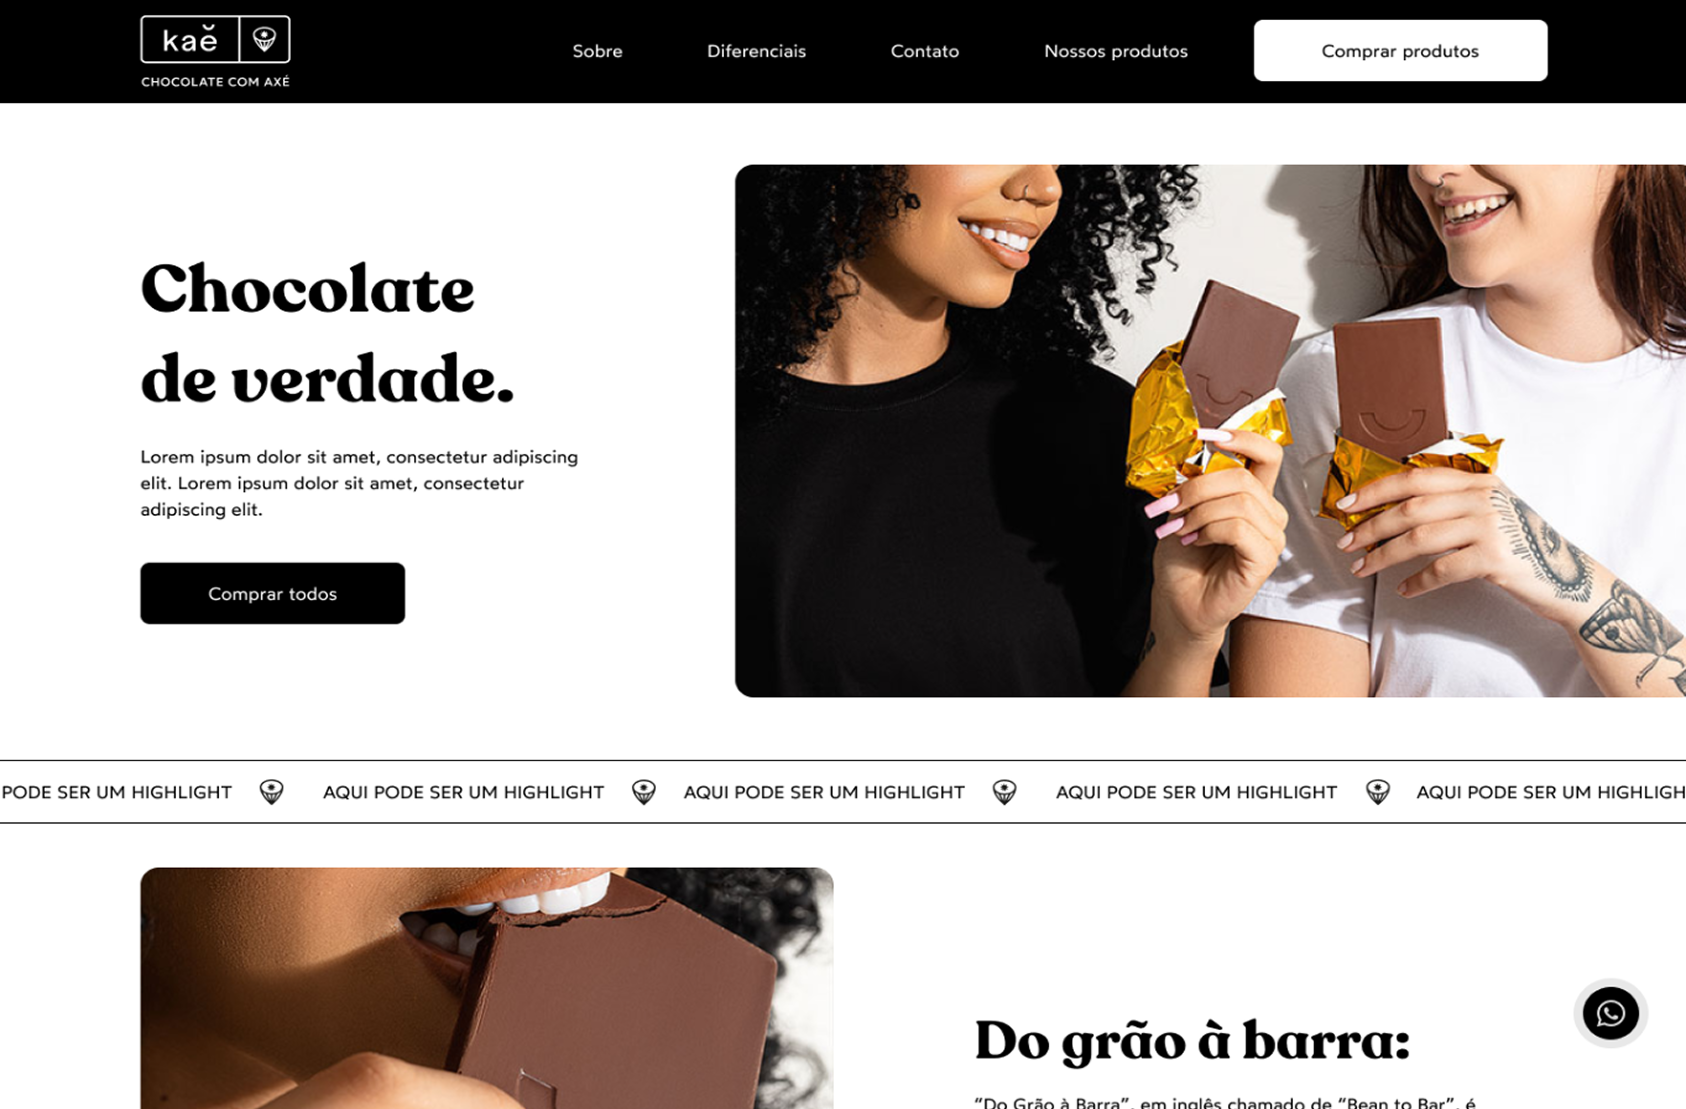 kaĕ
CHOCOLATE COM AXÉ
Sobre
Diferenciais
Contato
Nossos produtos
Comprar produtos
Chocolate
de verdade.
Lorem ipsum dolor sit amet, consectetur adipiscing
elit. Lorem ipsum dolor sit amet, consectetur
adipiscing elit.
Comprar todos
PODE SER UM HIGHLIGHT
AQUI PODE SER UM HIGHLIGHT
AQUI PODE SER UM HIGHLIGHT
AQUI PODE SER UM HIGHLIGHT
AQUI PODE SER UM HIGHLIGH
Do grão à barra:
“Do Grão à Barra”, em inglês chamado de “Bean to Bar”, é